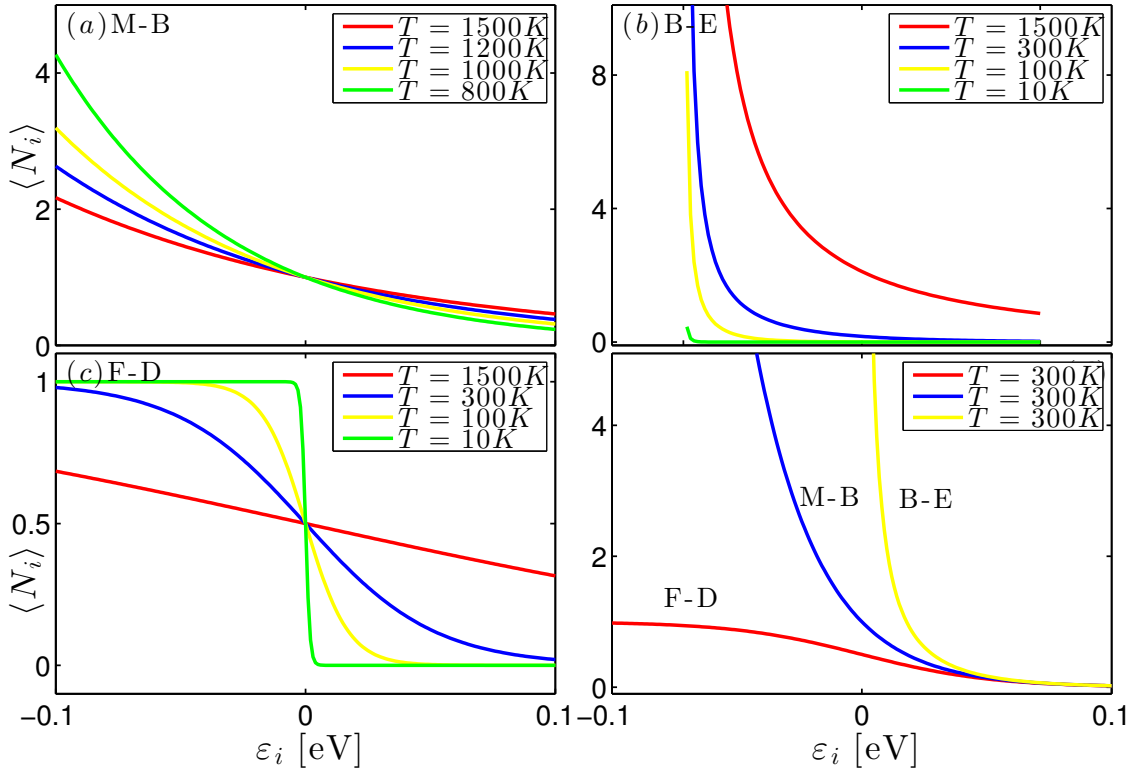 (a) M-B
T = 1500K
T = 1200K
T = 1000K
T = 800K
4
2
0
⟨N_i⟩
(b) B-E
T = 1500K
T = 300K
T = 100K
T = 10K
8
4
0
(c) F-D
T = 1500K
T = 300K
T = 100K
T = 10K
1
0.5
0
⟨N_i⟩
-0.1
0
0.1
ε_i [eV]
T = 300K
T = 300K
T = 300K
M-B
B-E
F-D
4
2
0
-0.1
0
0.1
ε_i [eV]